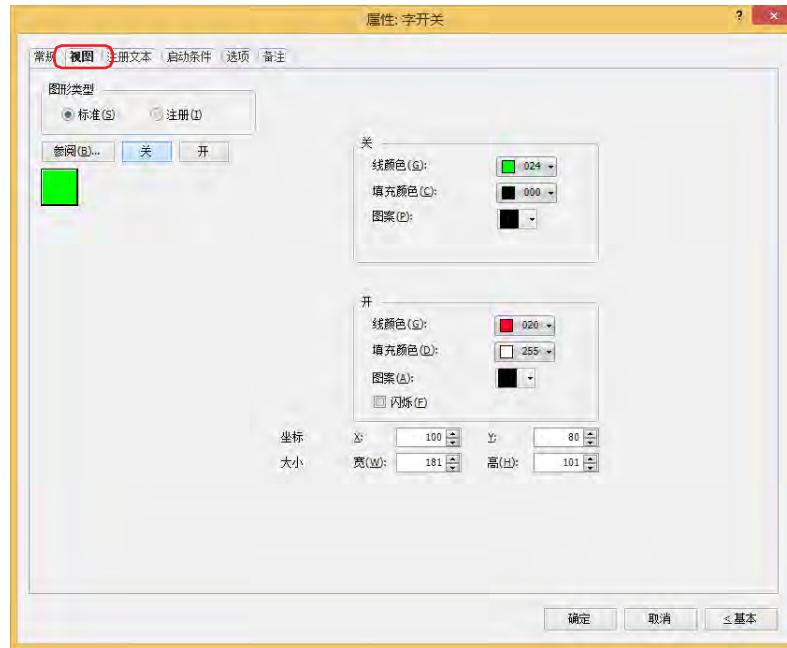 属性: 字开关
?
×
常规 视图 注册文本 启动条件 选项 备注
图形类型
标准(S) 注册(I)
参阅(B)... 关 开
关
线颜色(G): 024
填充颜色(C): 000
图案(P):
开
线颜色(G): 020
填充颜色(D): 255
图案(A):
闪烁(F)
坐标 X: 100 Y: 80
大小 宽(W): 181 高(H): 101
确定 取消 ≤基本